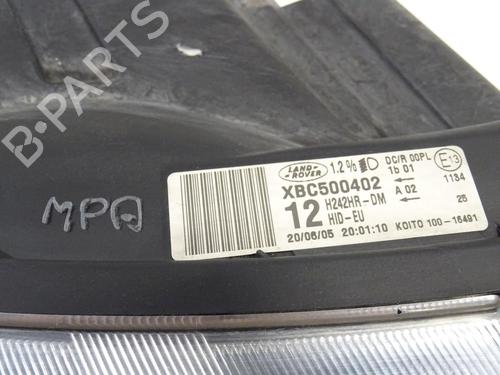 LAND
ROVER
1.2%
DC/R 00PL
1b 01
E13
XBC500402
A 02
1134
12
H242HR-DM
HID-EU
25
20/06/05 20:01:10
KOITO 100-16491
MPA
B-PARTS